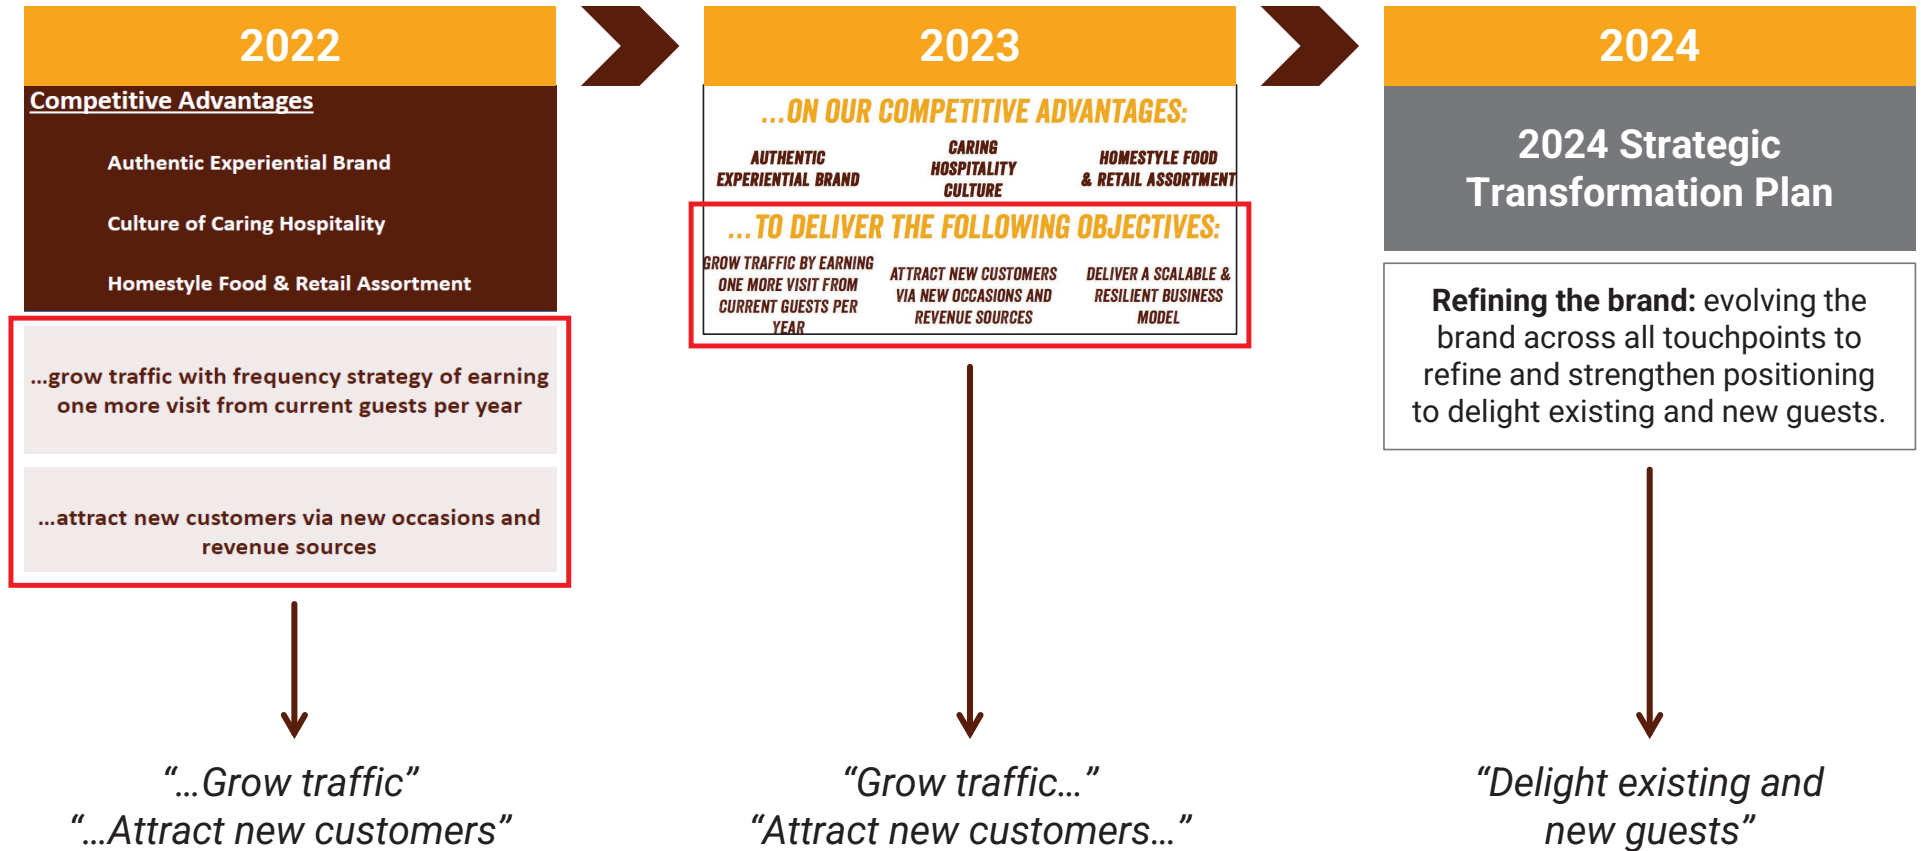 2022
Competitive Advantages
Authentic Experiential Brand
Culture of Caring Hospitality
Homestyle Food & Retail Assortment
...grow traffic with frequency strategy of earning
one more visit from current guests per year
...attract new customers via new occasions and
revenue sources
“...Grow traffic”
“...Attract new customers”
2023
...ON OUR COMPETITIVE ADVANTAGES:
AUTHENTIC
EXPERIENTIAL BRAND
CARING
HOSPITALITY
CULTURE
HOMESTYLE FOOD
& RETAIL ASSORTMENT
...TO DELIVER THE FOLLOWING OBJECTIVES:
GROW TRAFFIC BY EARNING
ONE MORE VISIT FROM
CURRENT GUESTS PER
YEAR
ATTRACT NEW CUSTOMERS
VIA NEW OCCASIONS AND
REVENUE SOURCES
DELIVER A SCALABLE &
RESILIENT BUSINESS
MODEL
“Grow traffic...”
“Attract new customers...”
2024
2024 Strategic
Transformation Plan
Refining the brand: evolving the
brand across all touchpoints to
refine and strengthen positioning
to delight existing and new guests.
“Delight existing and
new guests”